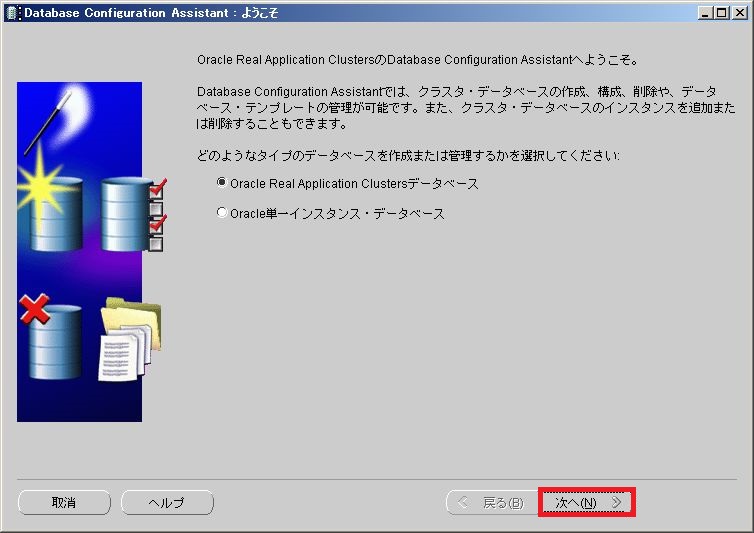 Database Configuration Assistant : ようこそ
Oracle Real Application ClustersのDatabase Configuration Assistantへようこそ。
Database Configuration Assistantでは、クラスタ・データベースの作成、構成、削除や、データ
ベース・テンプレートの管理が可能です。また、クラスタ・データベースのインスタンスを追加また
は削除することもできます。
どのようなタイプのデータベースを作成または管理するかを選択してください:
Oracle Real Application Clustersデータベース
Oracle単一インスタンス・データベース
取消
ヘルプ
戻る(B)
次へ(N)